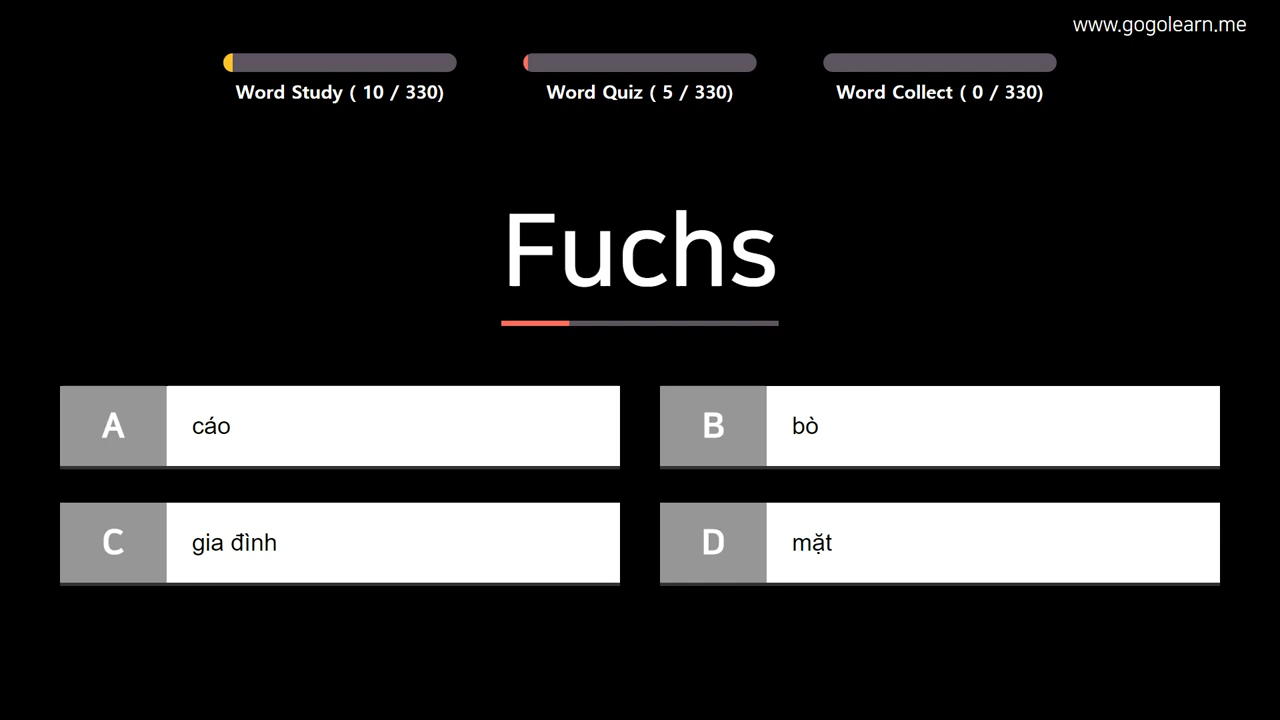 www.gogolearn.me
Word Study ( 10 / 330)
Word Quiz ( 5 / 330)
Word Collect ( 0 / 330)
Fuchs
A cáo
B bò
C gia đình
D mặt